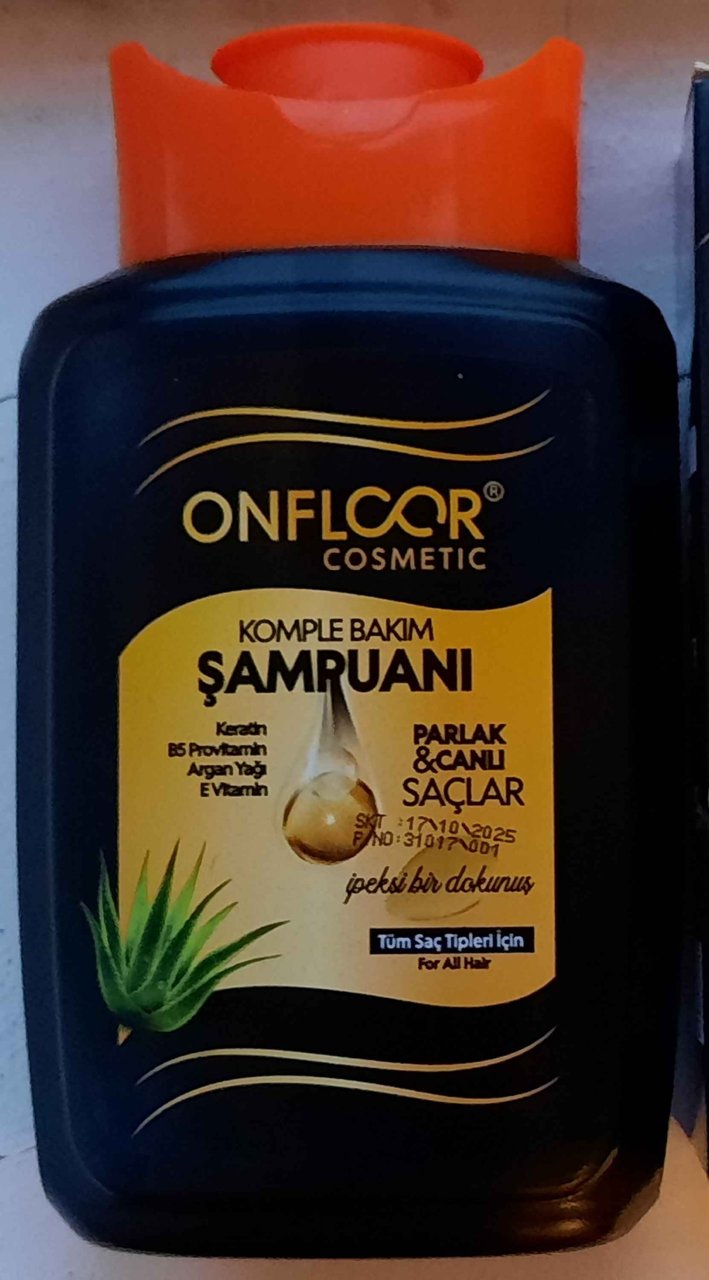 ONFLOOR®
COSMETIC
KOMPLE BAKIM
ŞAMPUANI
Keratin
B5 Provitamin
Argan Yağı
E Vitamin
PARLAK
&CANLI
SAÇLAR
SKT :17\10\2025
P/NO:31017\001
ipeksi bir dokunuş
Tüm Saç Tipleri İçin
For All Hair